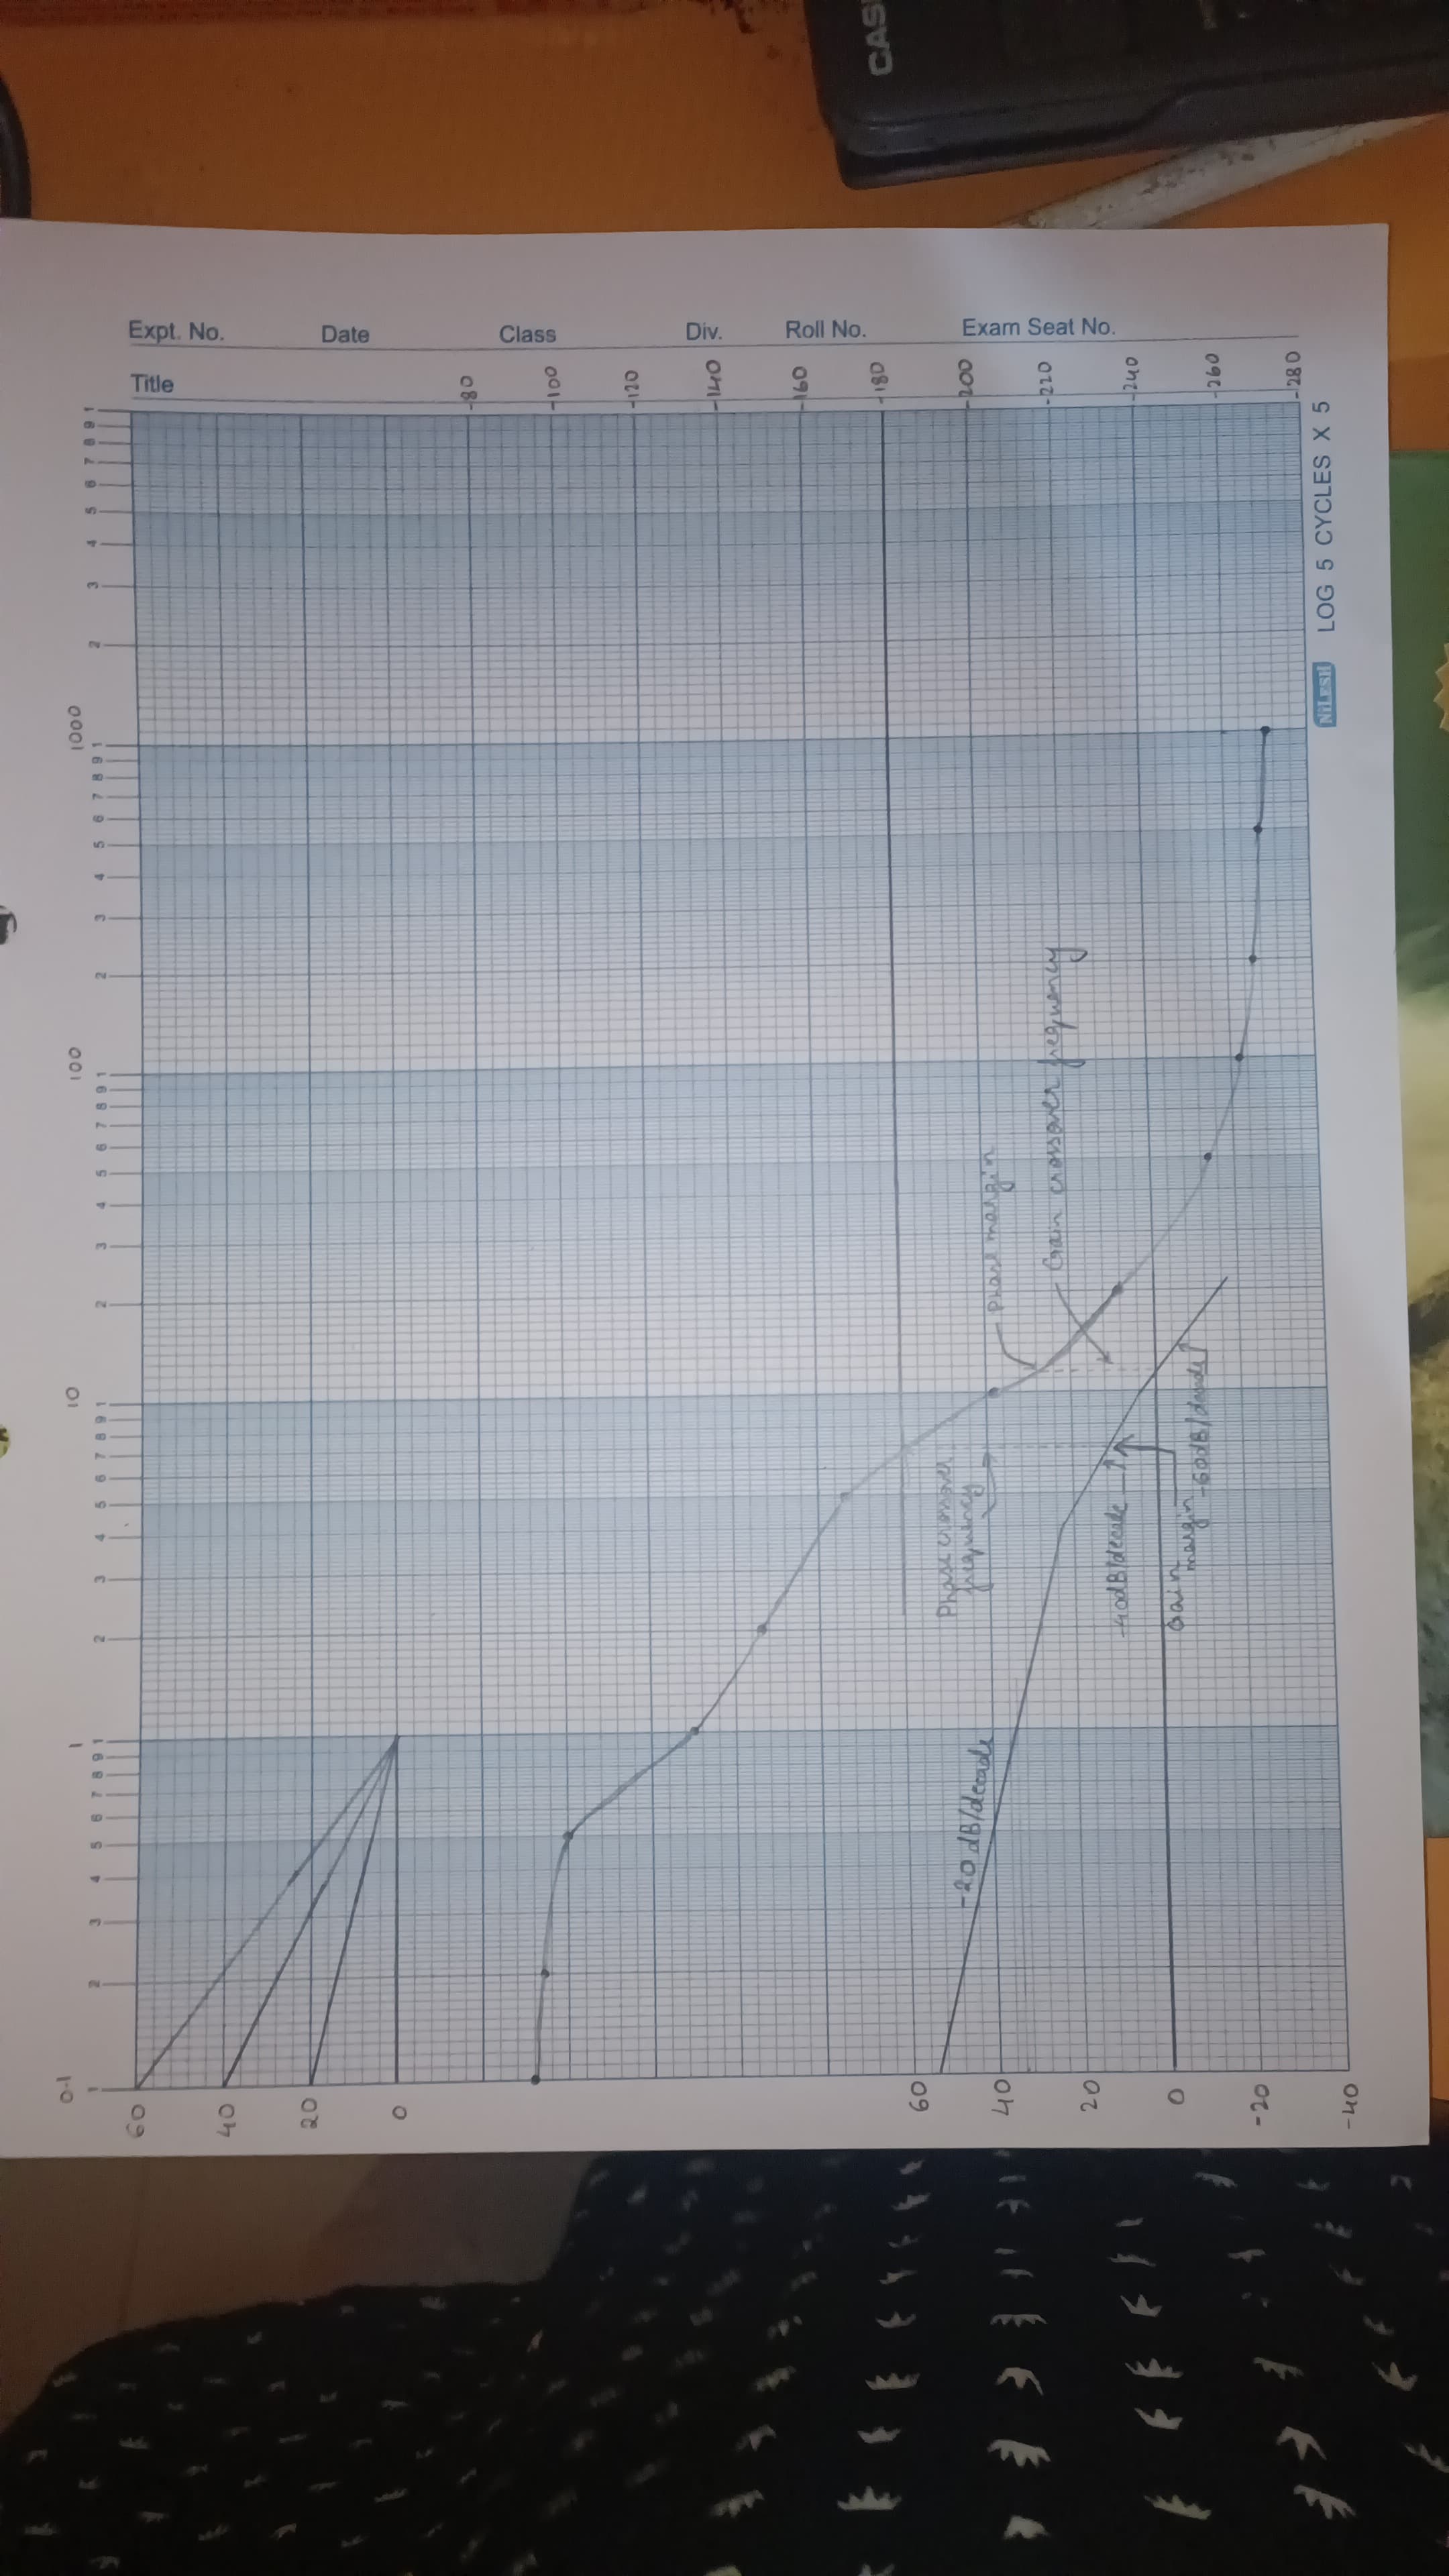 0.1 1 10 100 1000
1 2 3 4 5 6 7 8 9 1 2 3 4 5 6 7 8 9 1 2 3 4 5 6 7 8 9 1 2 3 4 5 6 7 8 9 1 2 3 4 5 6 7 8 9 1
60
40
20
0
60
40
20
0
-20
-40
-20 dB/decade
Phase crossover
frequency
Phase margin
Gain crossover frequency
-40dB/decade
Gain
margin
-60dB/decade
-80
-100
-120
-140
-160
-180
-200
-220
-240
-260
-280
Title
Expt. No. Date Class Div. Roll No. Exam Seat No.
NiLESH LOG 5 CYCLES X 5
CAS